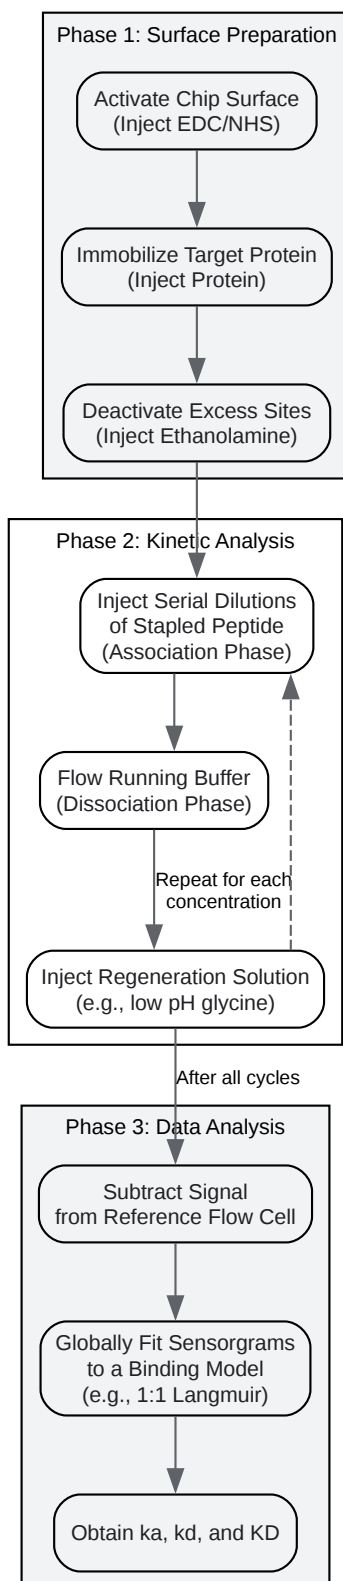 Phase 1: Surface Preparation
Activate Chip Surface
(Inject EDC/NHS)
Immobilize Target Protein
(Inject Protein)
Deactivate Excess Sites
(Inject Ethanolamine)
Phase 2: Kinetic Analysis
Inject Serial Dilutions
of Stapled Peptide
(Association Phase)
Flow Running Buffer
(Dissociation Phase)
Repeat for each
concentration
Inject Regeneration Solution
(e.g., low pH glycine)
After all cycles
Phase 3: Data Analysis
Subtract Signal
from Reference Flow Cell
Globally Fit Sensorgrams
to a Binding Model
(e.g., 1:1 Langmuir)
Obtain ka, kd, and KD